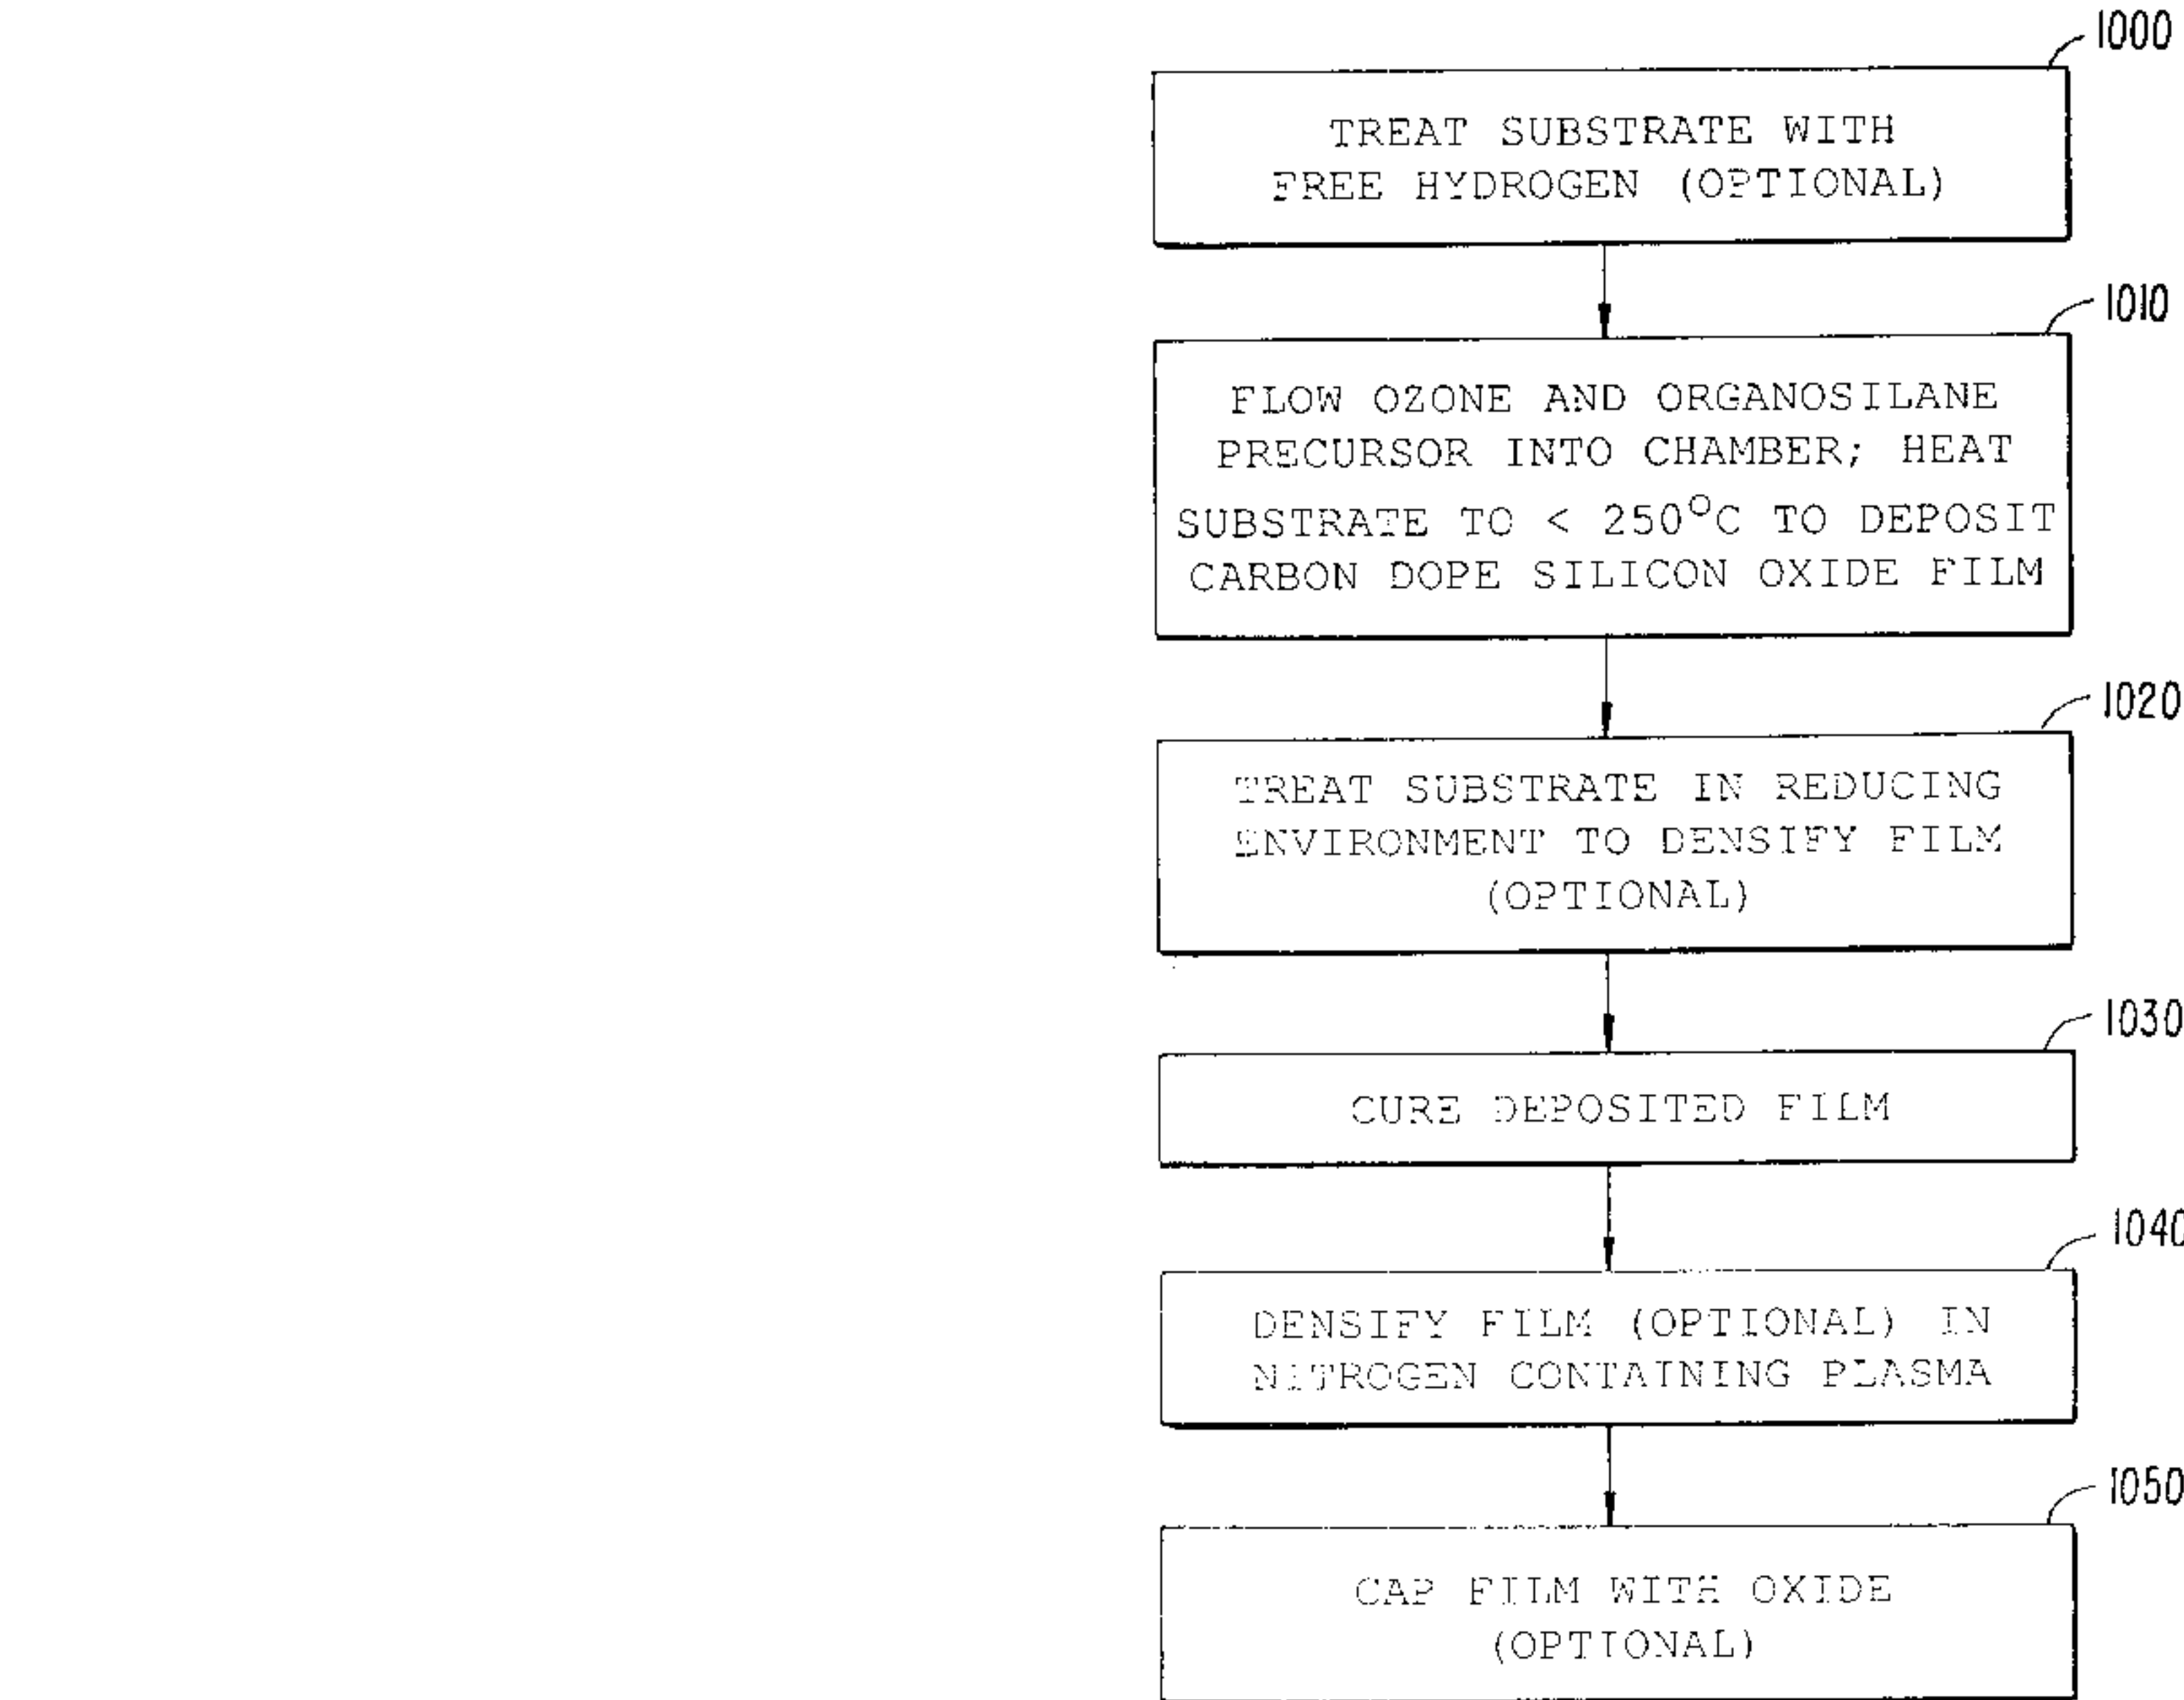 1000
TREAT SUBSTRATE WITH
FREE HYDROGEN (OPTIONAL)
1010
FLOW OZONE AND ORGANOSILANE
PRECURSOR INTO CHAMBER; HEAT
SUBSTRATE TO < 250°C TO DEPOSIT
CARBON DOPE SILICON OXIDE FILM
1020
TREAT SUBSTRATE IN REDUCING
ENVIRONMENT TO DENSIFY FILM
(OPTIONAL)
1030
CURE DEPOSITED FILM
1040
DENSIFY FILM (OPTIONAL) IN
NITROGEN CONTAINING PLASMA
1050
CAP FILM WITH OXIDE
(OPTIONAL)